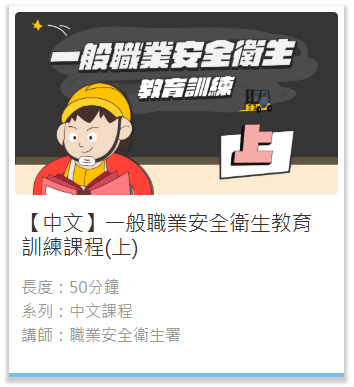 一般職業安全衛生
教育訓練
上
【中文】一般職業安全衛生教育
訓練課程(上)
長度：50分鐘
系列：中文課程
講師：職業安全衛生署